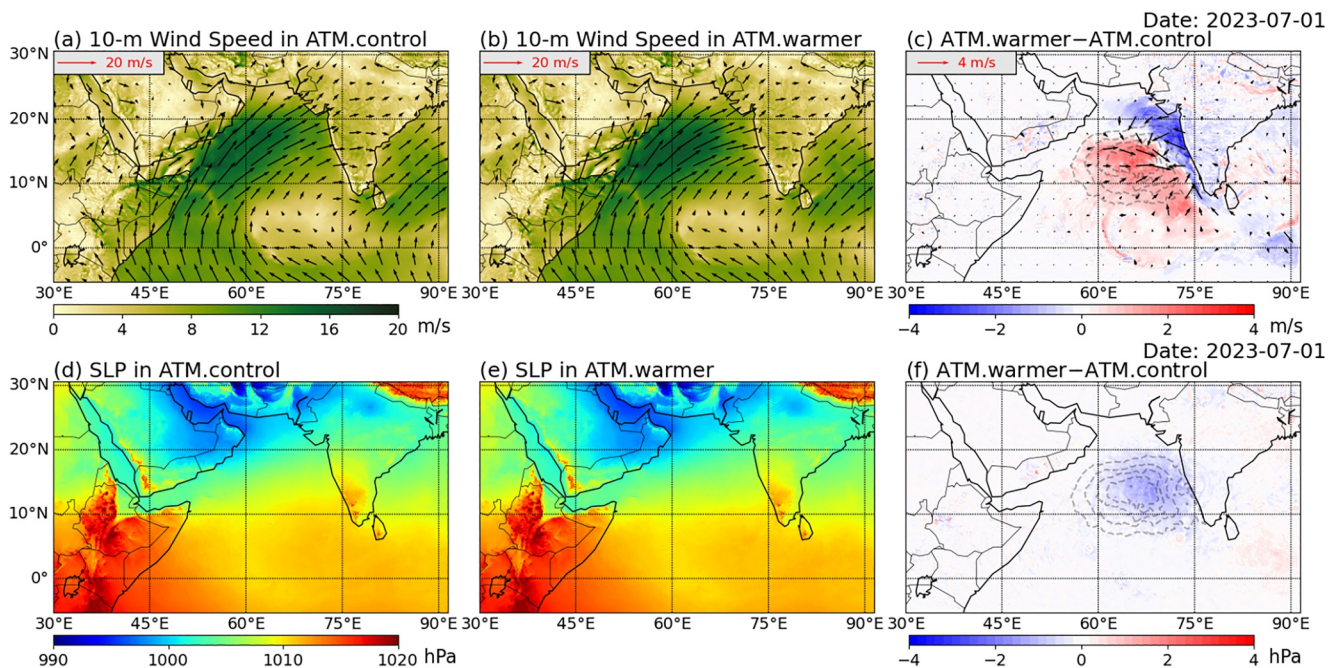 Date: 2023-07-01
(a) 10-m Wind Speed in ATM.control
(b) 10-m Wind Speed in ATM.warmer
(c) ATM.warmer−ATM.control
30°N
20 m/s
20 m/s
4 m/s
20°N
10°N
0°
30°E 45°E 60°E 75°E 90°E
30°E 45°E 60°E 75°E 90°E
30°E 45°E 60°E 75°E 90°E
0 4 8 12 16 20 m/s
−4 −2 0 2 4 m/s
Date: 2023-07-01
(d) SLP in ATM.control
(e) SLP in ATM.warmer
(f) ATM.warmer−ATM.control
30°N
20°N
10°N
0°
30°E 45°E 60°E 75°E 90°E
30°E 45°E 60°E 75°E 90°E
30°E 45°E 60°E 75°E 90°E
990 1000 1010 1020 hPa
−4 −2 0 2 4 hPa